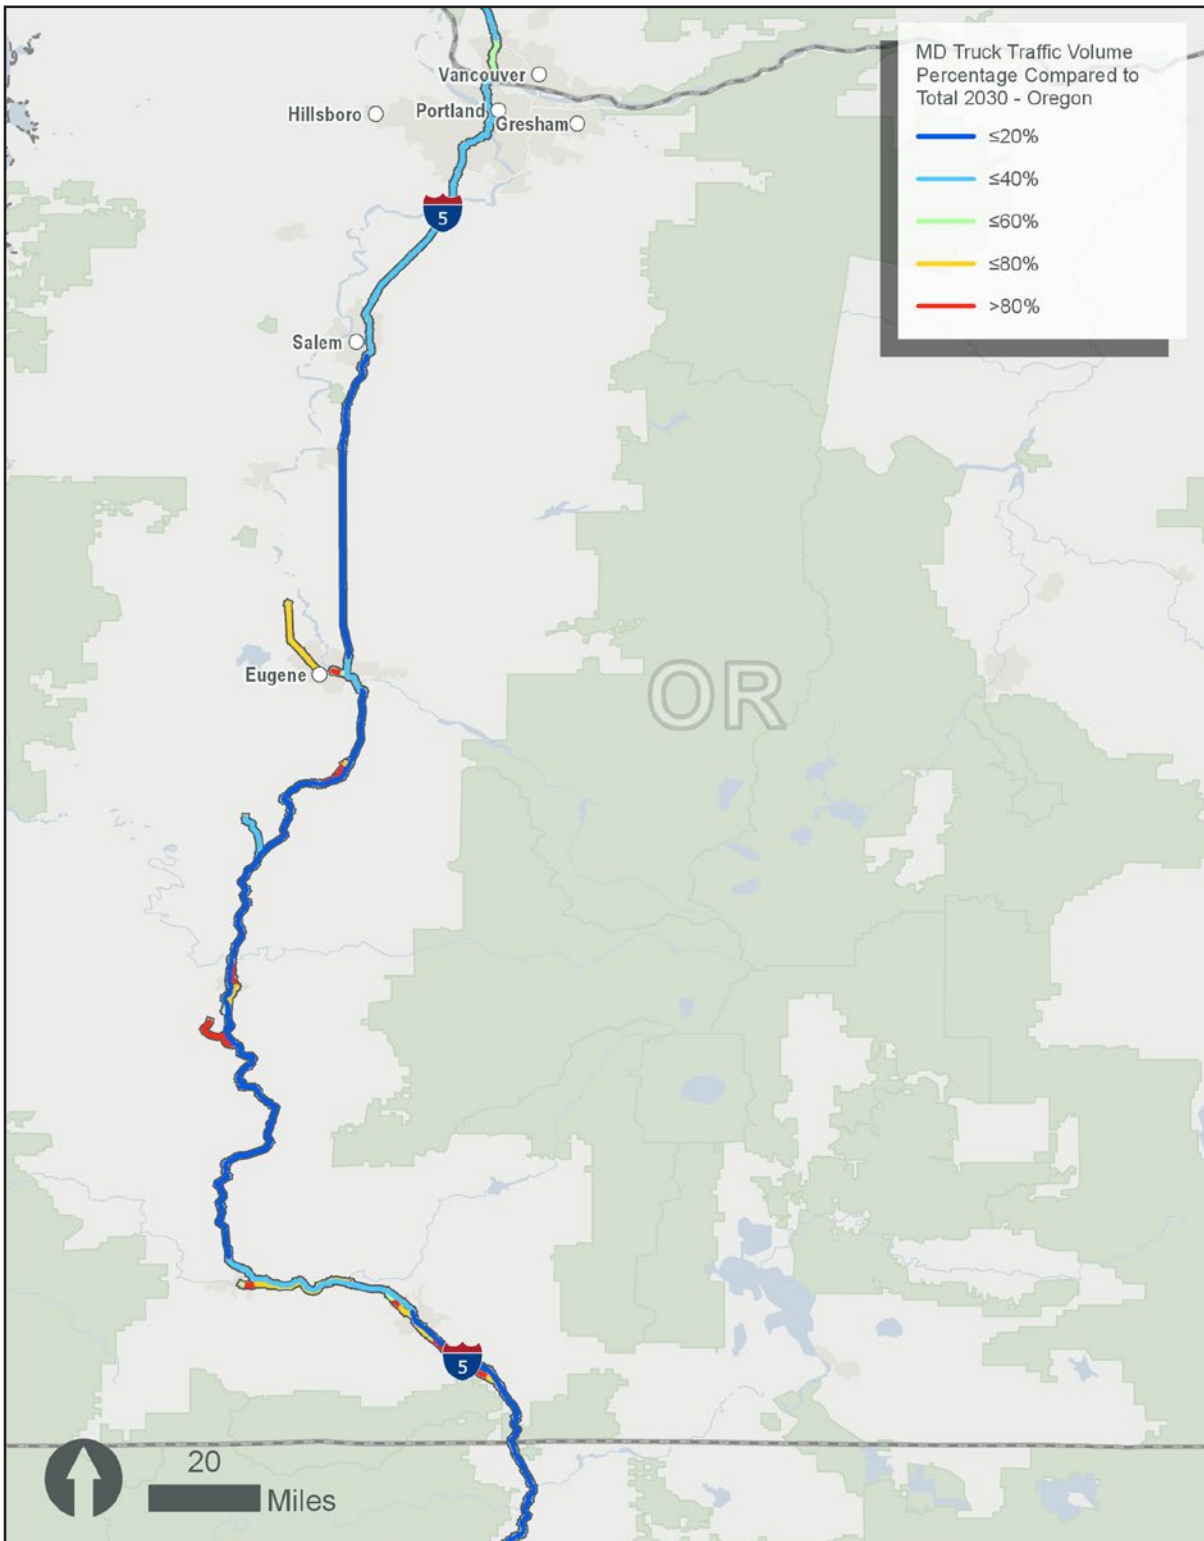 MD Truck Traffic Volume
Percentage Compared to
Total 2030 - Oregon
≤20%
≤40%
≤60%
≤80%
>80%
Vancouver
Hillsboro
Portland
Gresham
5
Salem
Eugene
OR
5
20
Miles